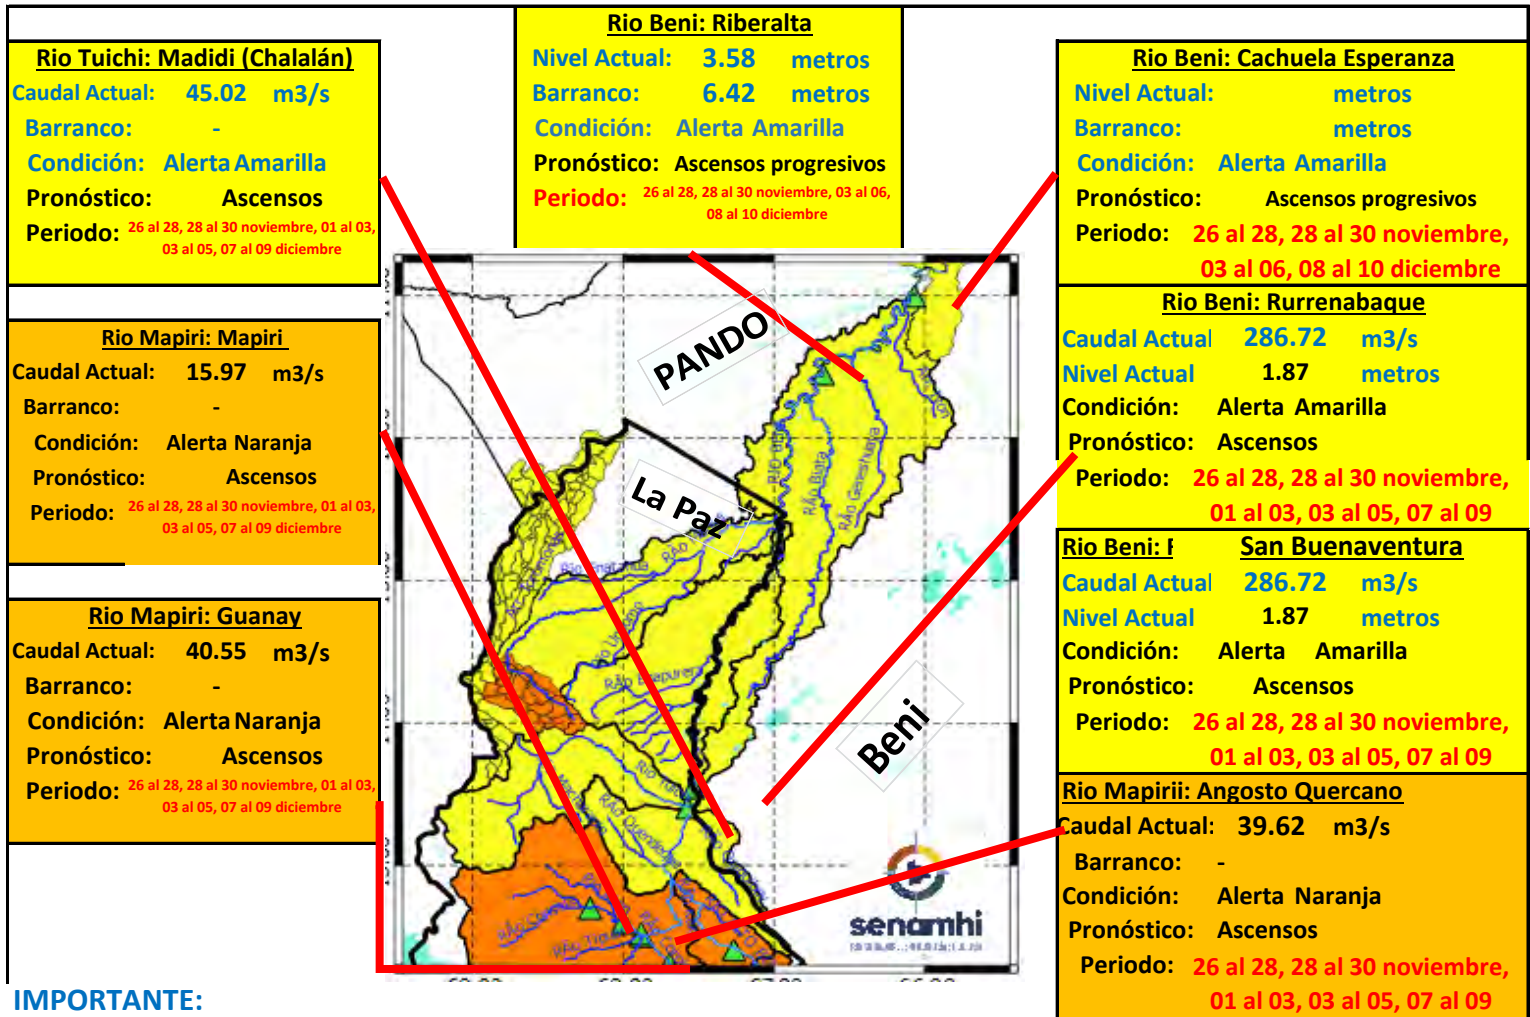 Rio Beni: Riberalta
Nivel Actual: 3.58 metros
Barranco: 6.42 metros
Condición: Alerta Amarilla
Pronóstico: Ascensos progresivos
Periodo: 26 al 28, 28 al 30 noviembre, 03 al 06,
08 al 10 diciembre
Rio Tuichi: Madidi (Chalalán)
Caudal Actual: 45.02 m3/s
Barranco: -
Condición: Alerta Amarilla
Pronóstico: Ascensos
Periodo: 26 al 28, 28 al 30 noviembre, 01 al 03,
03 al 05, 07 al 09 diciembre
Rio Mapiri: Mapiri
Caudal Actual: 15.97 m3/s
Barranco: -
Condición: Alerta Naranja
Pronóstico: Ascensos
Periodo: 26 al 28, 28 al 30 noviembre, 01 al 03,
03 al 05, 07 al 09 diciembre
Rio Mapiri: Guanay
Caudal Actual: 40.55 m3/s
Barranco: -
Condición: Alerta Naranja
Pronóstico: Ascensos
Periodo: 26 al 28, 28 al 30 noviembre, 01 al 03,
03 al 05, 07 al 09 diciembre
PANDO
La Paz
Beni
senamhi
Rio Beni: Cachuela Esperanza
Nivel Actual: metros
Barranco: metros
Condición: Alerta Amarilla
Pronóstico: Ascensos progresivos
Periodo: 26 al 28, 28 al 30 noviembre,
03 al 06, 08 al 10 diciembre
Rio Beni: Rurrenabaque
Caudal Actual 286.72 m3/s
Nivel Actual 1.87 metros
Condición: Alerta Amarilla
Pronóstico: Ascensos
Periodo: 26 al 28, 28 al 30 noviembre,
01 al 03, 03 al 05, 07 al 09
Rio Beni: San Buenaventura
Caudal Actual 286.72 m3/s
Nivel Actual 1.87 metros
Condición: Alerta Amarilla
Pronóstico: Ascensos
Periodo: 26 al 28, 28 al 30 noviembre,
01 al 03, 03 al 05, 07 al 09
Rio Mapirii: Angosto Quercano
Caudal Actual: 39.62 m3/s
Barranco: -
Condición: Alerta Naranja
Pronóstico: Ascensos
Periodo: 26 al 28, 28 al 30 noviembre,
01 al 03, 03 al 05, 07 al 09
IMPORTANTE: